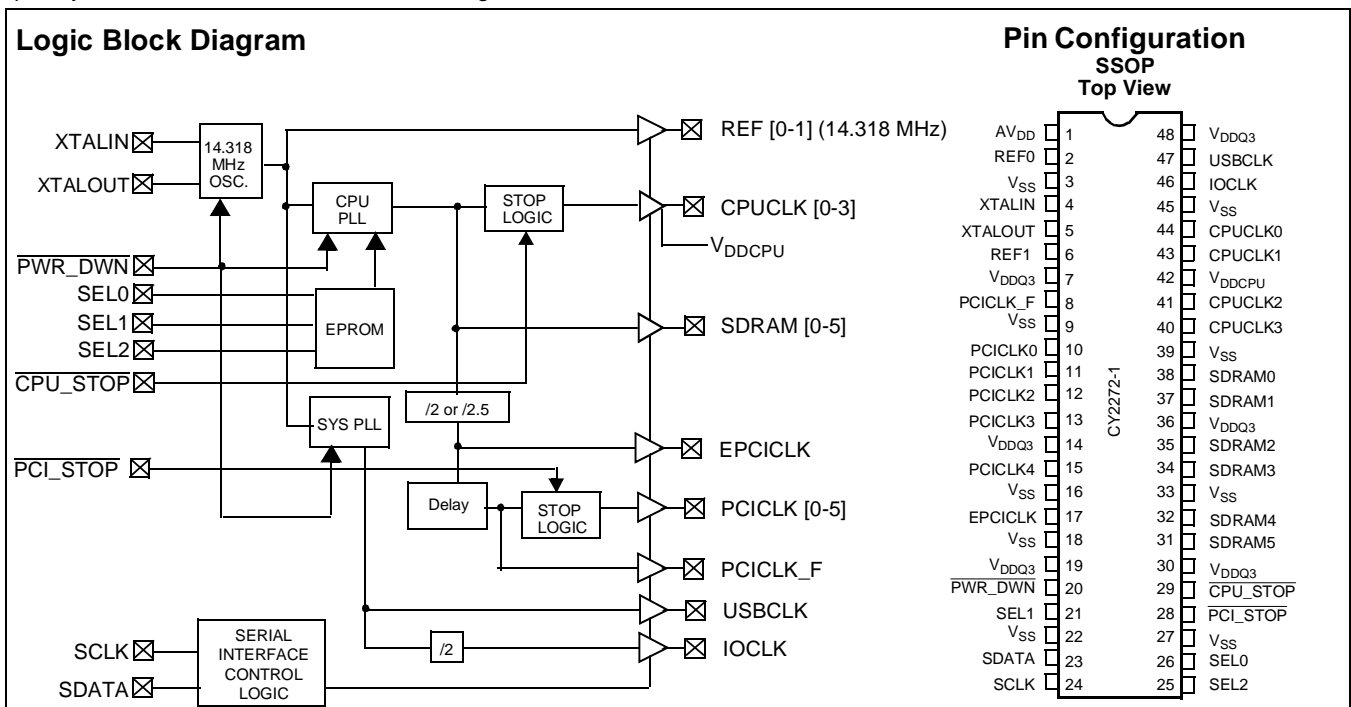 Logic Block Diagram
XTALIN
XTALOUT
14.318
MHz
OSC.
CPU
PLL
STOP
LOGIC
REF [0-1] (14.318 MHz)
CPUCLK [0-3]
VDDCPU
PWR_DWN
SEL0
SEL1
SEL2
EPROM
SDRAM [0-5]
CPU_STOP
/2 or /2.5
SYS PLL
EPCICLK
PCI_STOP
Delay
STOP
LOGIC
PCICLK [0-5]
PCICLK_F
USBCLK
/2
IOCLK
SCLK
SDATA
SERIAL
INTERFACE
CONTROL
LOGIC
Pin Configuration
SSOP
Top View
CY2272-1
AVDD 1 48 VDDQ3
REF0 2 47 USBCLK
VSS 3 46 IOCLK
XTALIN 4 45 VSS
XTALOUT 5 44 CPUCLK0
REF1 6 43 CPUCLK1
VDDQ3 7 42 VDDCPU
PCICLK_F 8 41 CPUCLK2
VSS 9 40 CPUCLK3
PCICLK0 10 39 VSS
PCICLK1 11 38 SDRAM0
PCICLK2 12 37 SDRAM1
PCICLK3 13 36 VDDQ3
VDDQ3 14 35 SDRAM2
PCICLK4 15 34 SDRAM3
VSS 16 33 VSS
EPCICLK 17 32 SDRAM4
VSS 18 31 SDRAM5
VDDQ3 19 30 VDDQ3
PWR_DWN 20 29 CPU_STOP
SEL1 21 28 PCI_STOP
VSS 22 27 VSS
SDATA 23 26 SEL0
SCLK 24 25 SEL2